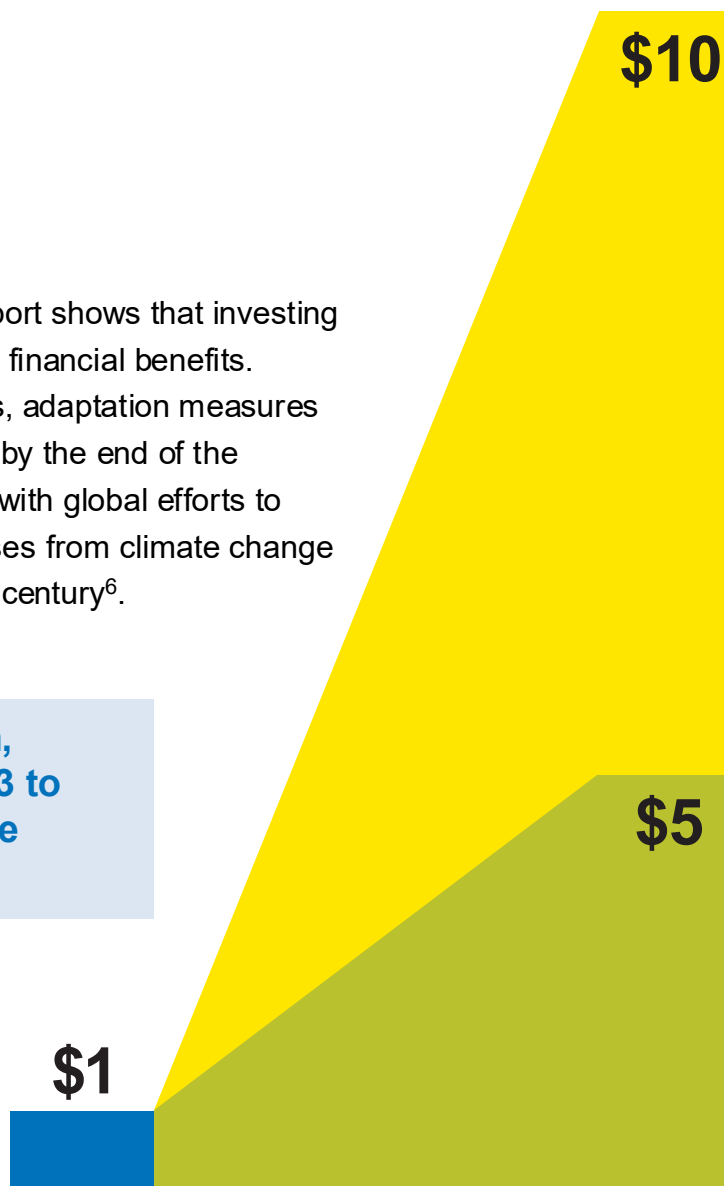 $10
port shows that investing
financial benefits.
s, adaptation measures
by the end of the
with global efforts to
ses from climate change
century⁶.
,
3 to
e
$5
$1